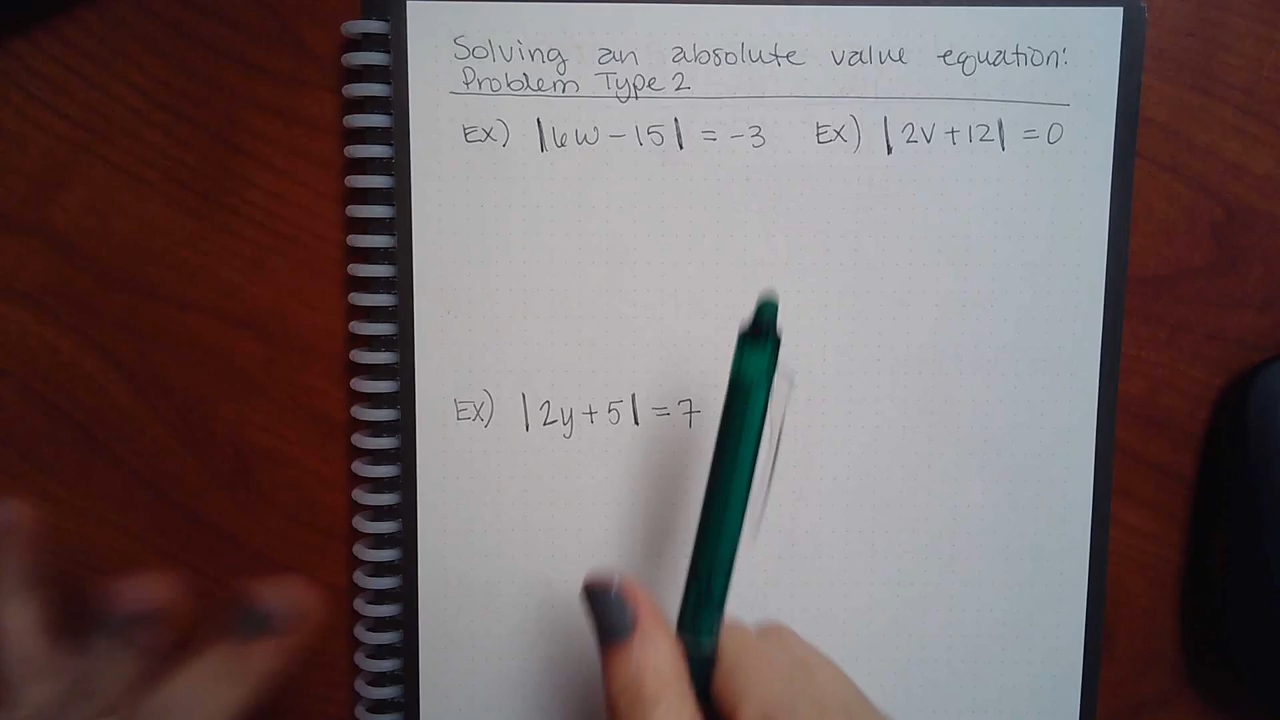 Solving an absolute value equation:
Problem Type 2
EX) |6w-15| = -3 EX) |2v+12| = 0
EX) |2y+5| = 7